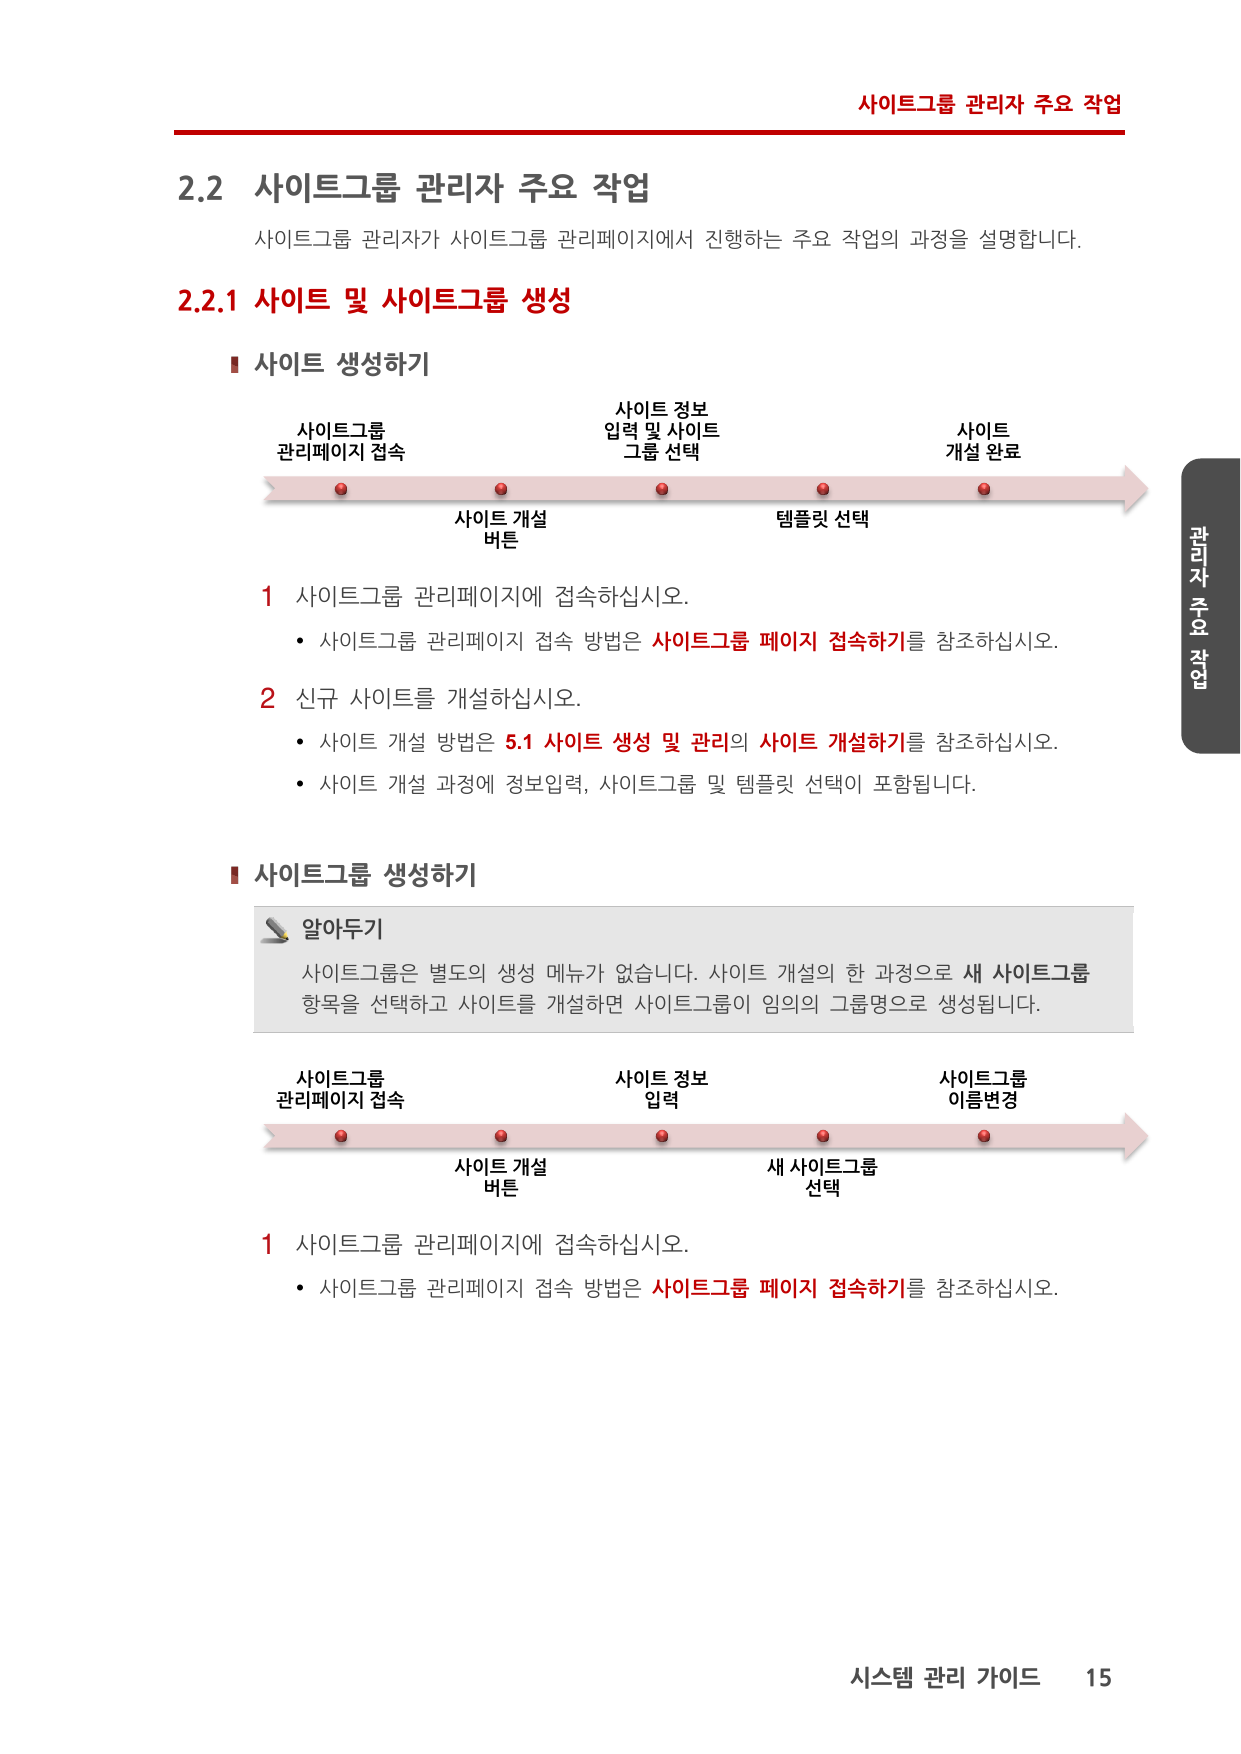 사이트그룹 관리자 주요 작업
2.2 사이트그룹 관리자 주요 작업
사이트그룹 관리자가 사이트그룹 관리페이지에서 진행하는 주요 작업의 과정을 설명합니다.
2.2.1 사이트 및 사이트그룹 생성
사이트 생성하기
사이트그룹
관리페이지 접속
사이트 개설
버튼
사이트 정보
입력 및 사이트
그룹 선택
템플릿 선택
사이트
개설 완료
1 사이트그룹 관리페이지에 접속하십시오.
• 사이트그룹 관리페이지 접속 방법은 사이트그룹 페이지 접속하기를 참조하십시오.
2 신규 사이트를 개설하십시오.
• 사이트 개설 방법은 5.1 사이트 생성 및 관리의 사이트 개설하기를 참조하십시오.
• 사이트 개설 과정에 정보입력, 사이트그룹 및 템플릿 선택이 포함됩니다.
사이트그룹 생성하기
알아두기
사이트그룹은 별도의 생성 메뉴가 없습니다. 사이트 개설의 한 과정으로 새 사이트그룹
항목을 선택하고 사이트를 개설하면 사이트그룹이 임의의 그룹명으로 생성됩니다.
사이트그룹
관리페이지 접속
사이트 개설
버튼
사이트 정보
입력
새 사이트그룹
선택
사이트그룹
이름변경
1 사이트그룹 관리페이지에 접속하십시오.
• 사이트그룹 관리페이지 접속 방법은 사이트그룹 페이지 접속하기를 참조하십시오.
관리자 주요 작업
시스템 관리 가이드 15